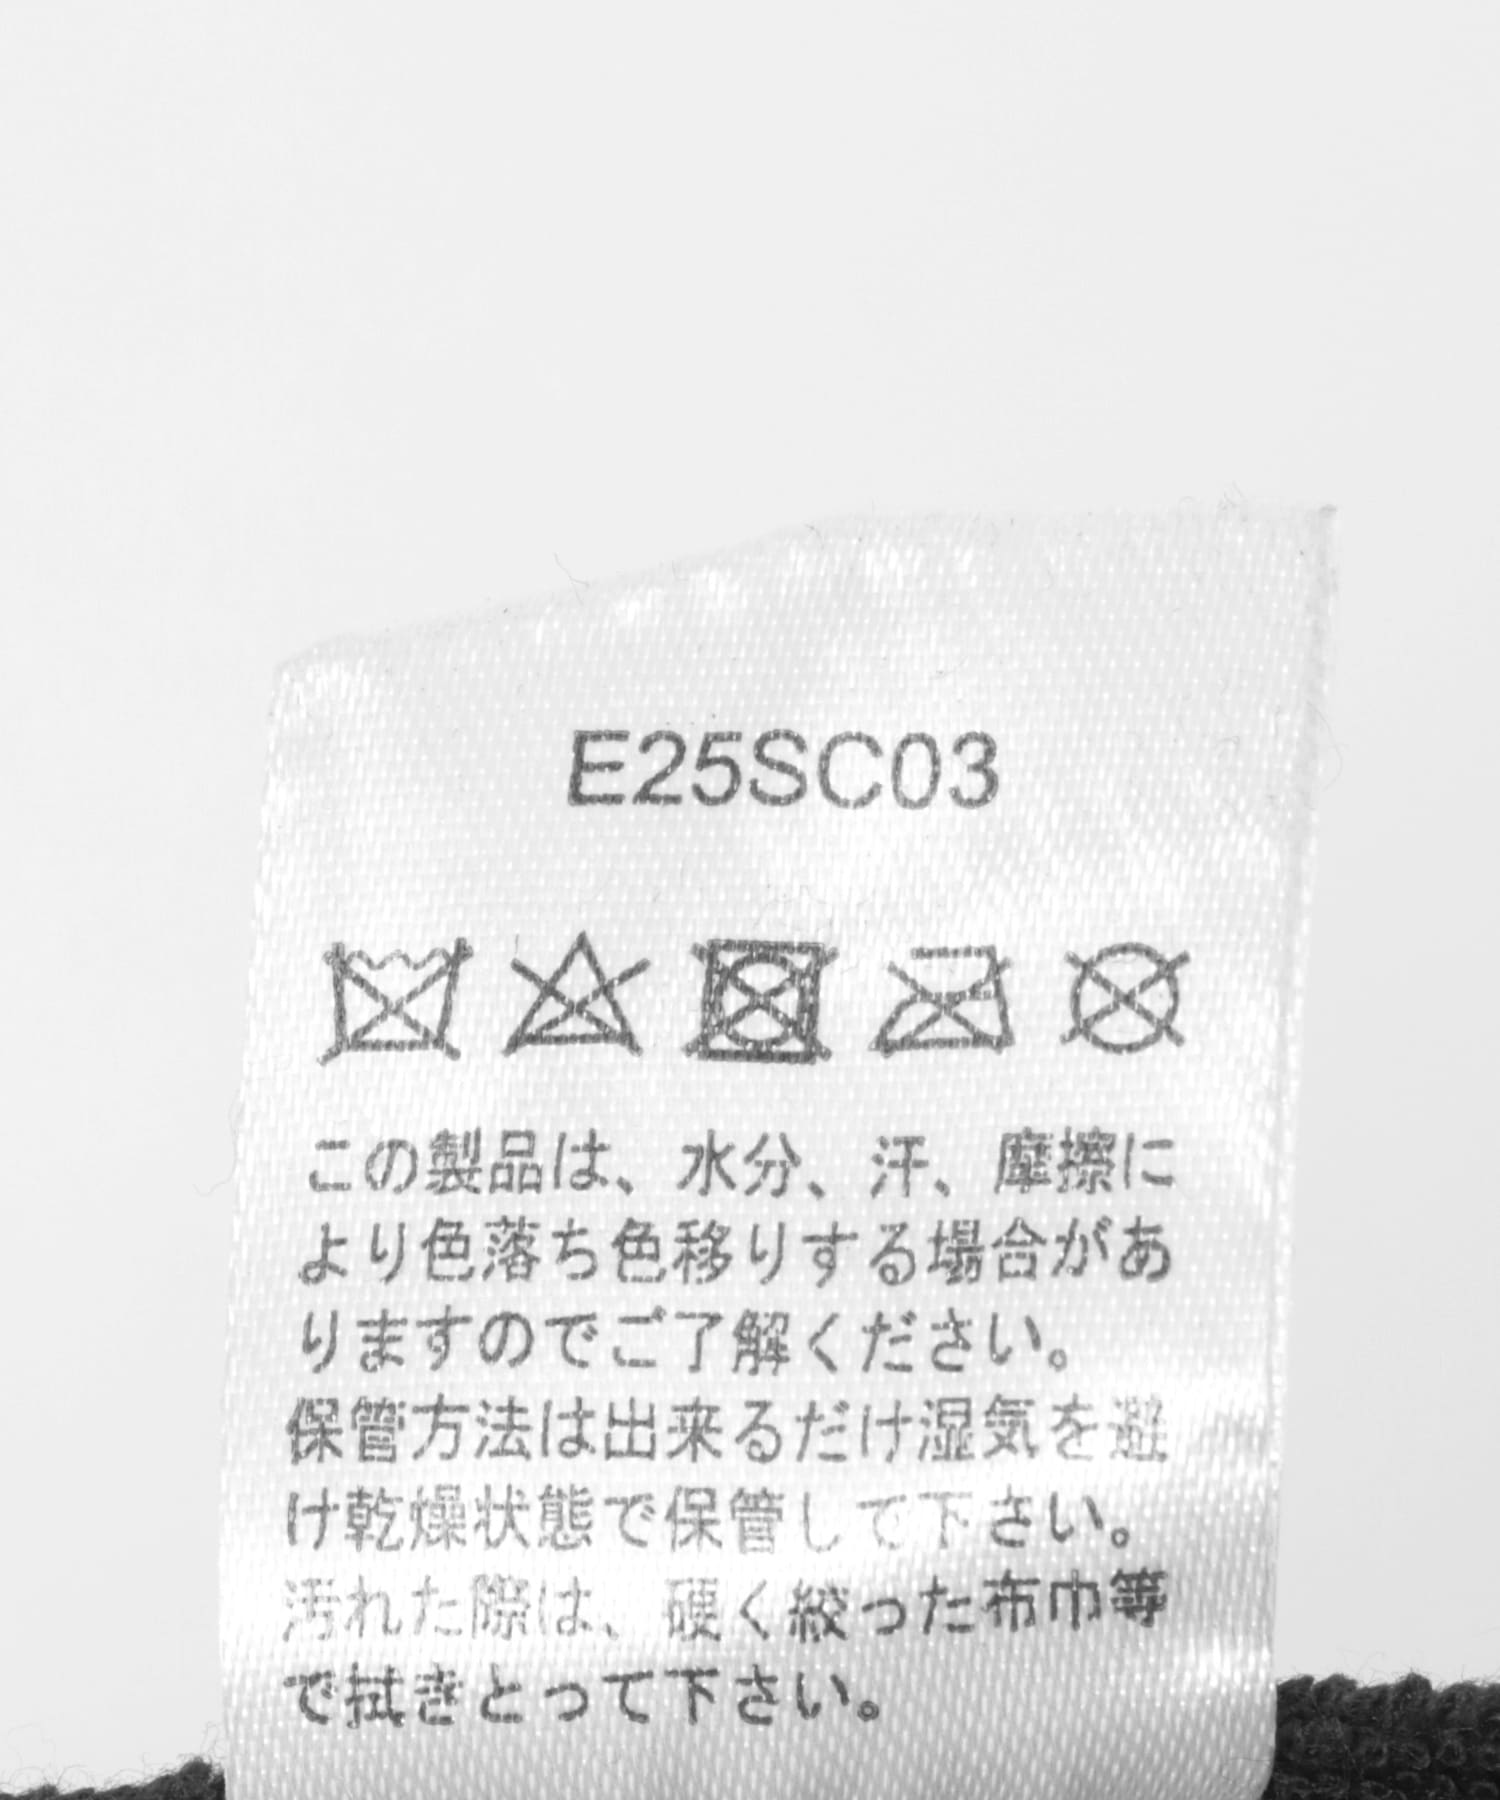 E25SC03
この製品は、水分、汗、摩擦に
より色落ち色移りする場合があ
りますのでご了解ください。
保管方法は出来るだけ湿気を避
け乾燥状態で保管して下さい。
汚れた際は、硬く絞った布巾等
で拭きとって下さい。